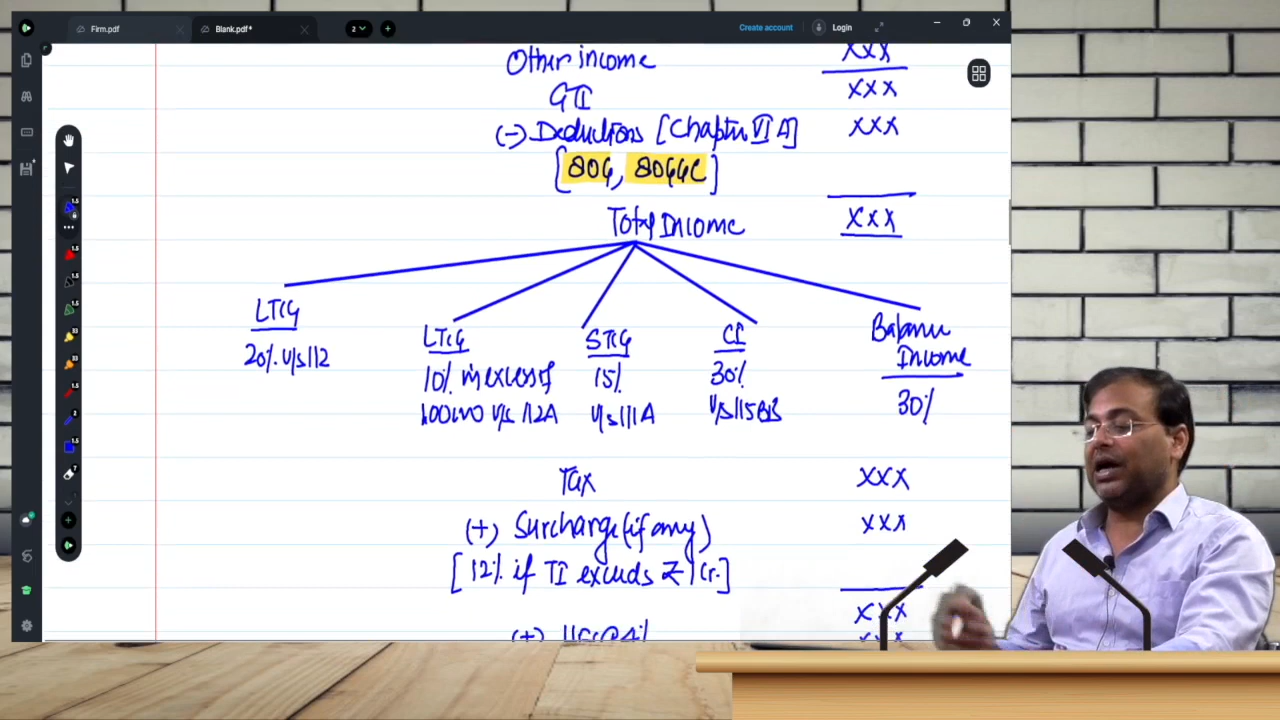 Firm.pdf
Blank.pdf*
2
Create account
Login
Other income XXX
GTI XXX
(-) Deductions [Chapter VI A] XXX
[80G, 80GGC]
Total Income XXX
LTCG
20% u/s 112
LTCG
10% in excess of
100000 u/s 112A
STCG
15%
u/s 111A
CI
30%
u/s 115BB
Balance
Income
30%
Tax XXX
(+) Surcharge (if any) XXX
[12% if TI exceeds ₹ 1 Cr.]
XXX